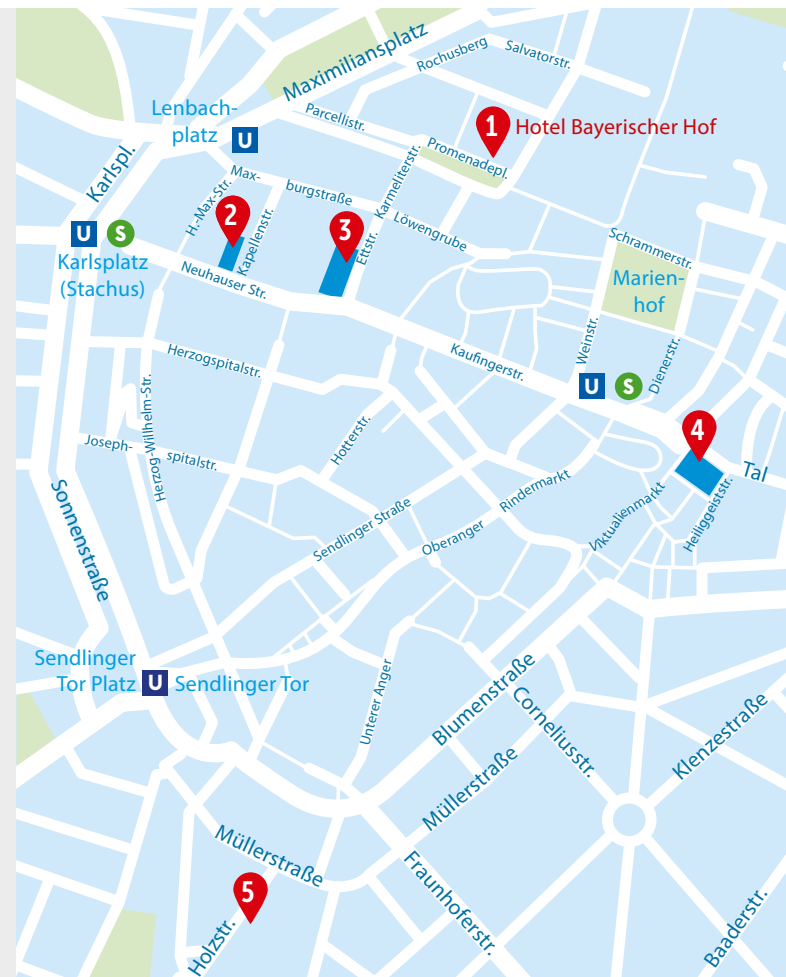 Maximiliansplatz
Rochusberg
Salvatorstr.
Lenbach-
platz
U
Parcellistr.
1
Hotel Bayerischer Hof
Promenadepl.
Karlspl.
H.-Max-Str.
Max-
burgstraße
Karmeliterstr.
Löwengrube
2
3
Kapellenstr.
Ettstr.
Schrammerstr.
U
S
Karlsplatz
(Stachus)
Neuhauser Str.
Marien-
hof
Weinstr.
Dienerstr.
Kaufingerstr.
U
S
Herzogspitalstr.
Herzog-Wilhelm-Str.
Joseph-
spitalstr.
Hotterstr.
4
Tal
Sonnenstraße
Sendlinger Straße
Oberanger
Rindermarkt
Viktualienmarkt
Heiliggeiststr.
Sendlinger
Tor Platz
U
Sendlinger Tor
Unterer Anger
Blumenstraße
Corneliusstr.
Klenzestraße
Müllerstraße
Müllerstraße
Fraunhoferstr.
5
Holzstr.
Baaderstr.